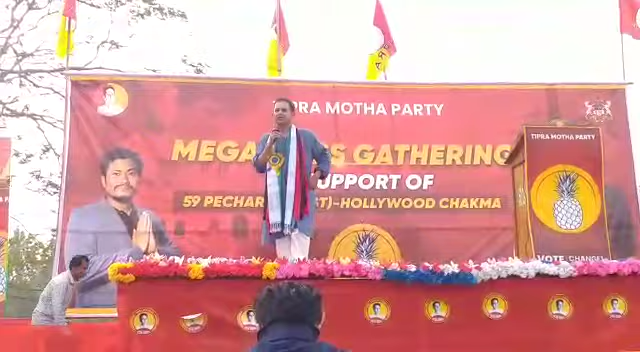 TIPRA MOTHA PARTY
MEGA GATHERING
SUPPORT OF
59 PECHAR HOLLYWOOD CHAKMA
TIPRA MOTHA PARTY
VOTE